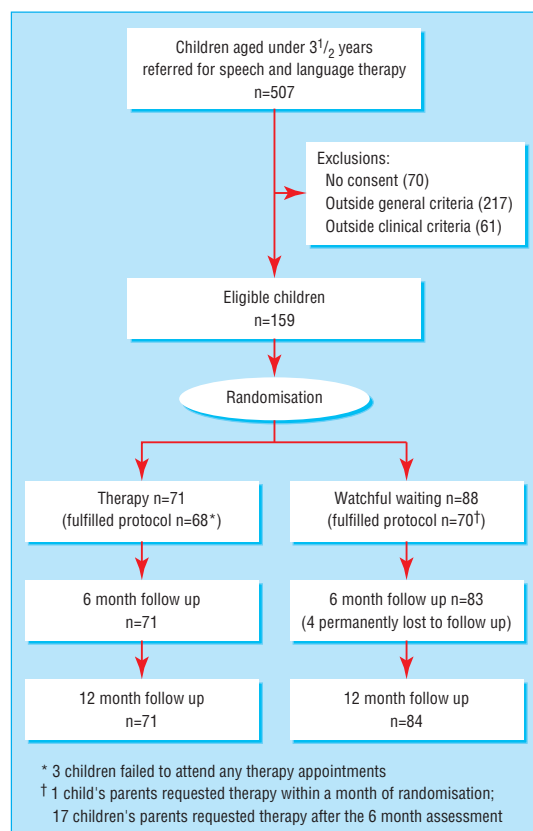 Children aged under 3 1/2 years
referred for speech and language therapy
n=507
Exclusions:
No consent (70)
Outside general criteria (217)
Outside clinical criteria (61)
Eligible children
n=159
Randomisation
Therapy n=71
(fulfilled protocol n=68*)
Watchful waiting n=88
(fulfilled protocol n=70†)
6 month follow up
n=71
6 month follow up n=83
(4 permanently lost to follow up)
12 month follow up
n=71
12 month follow up
n=84
* 3 children failed to attend any therapy appointments
† 1 child's parents requested therapy within a month of randomisation;
17 children's parents requested therapy after the 6 month assessment